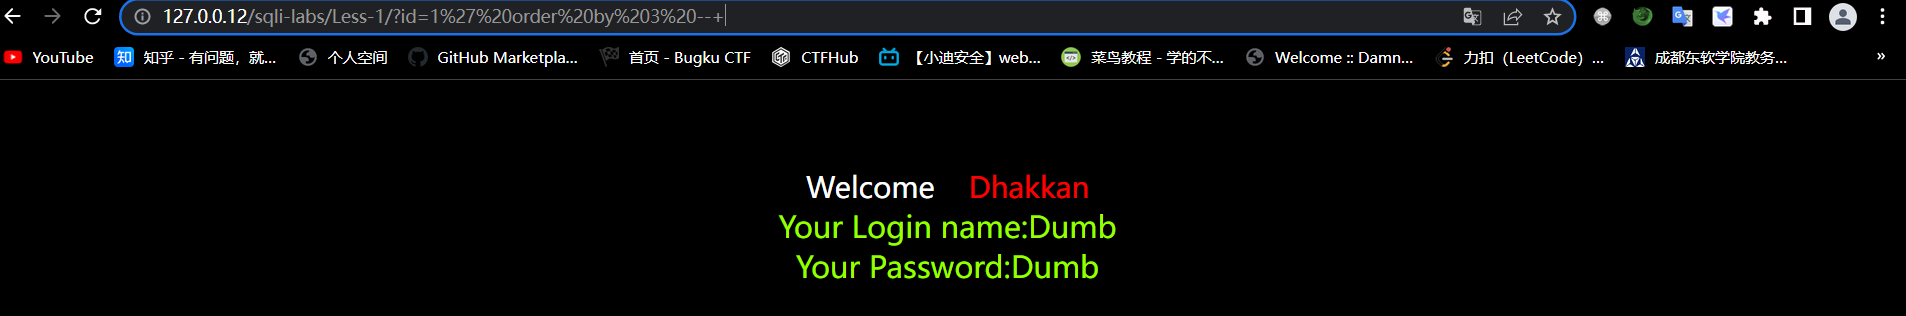 127.0.0.12/sqli-labs/Less-1/?id=1%27%20order%20by%203%20--+
YouTube 知乎 - 有问题，就... 个人空间 GitHub Marketpla... 首页 - Bugku CTF CTFHub 【小迪安全】web... 菜鸟教程 - 学的不... Welcome :: Damn... 力扣（LeetCode）... 成都东软学院教务... »
Welcome Dhakkan
Your Login name:Dumb
Your Password:Dumb